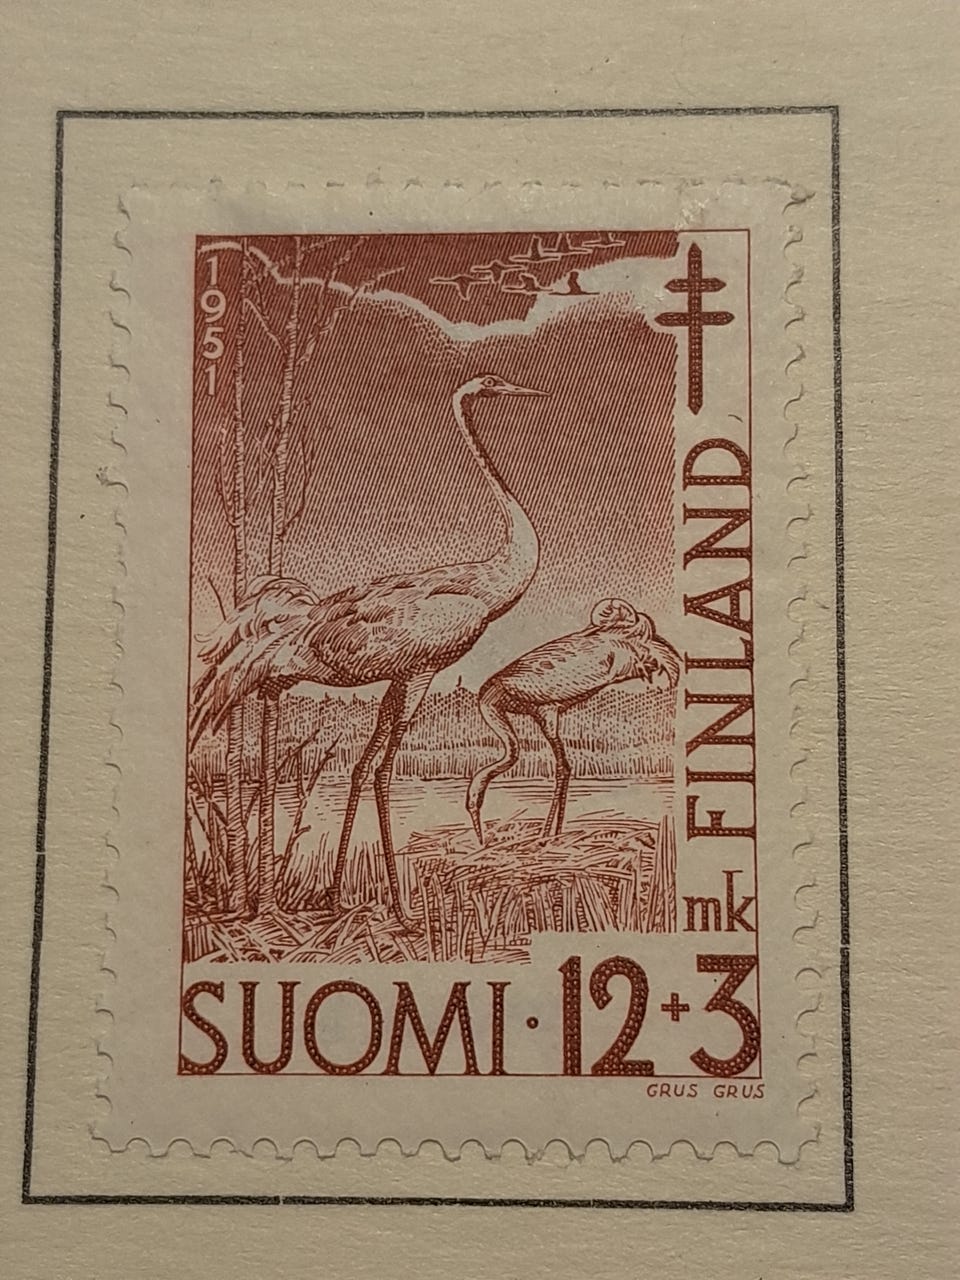 1951
FINLAND
mk
SUOMI · 12+3
GRUS GRUS